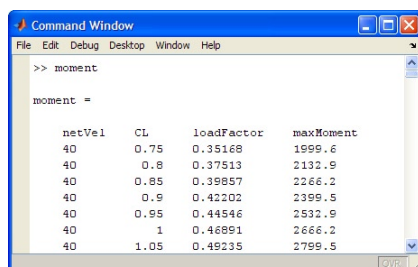 Command Window
File Edit Debug Desktop Window Help
>> moment
moment =
netVel CL loadFactor maxMoment
40 0.75 0.35168 1999.6
40 0.8 0.37513 2132.9
40 0.85 0.39857 2266.2
40 0.9 0.42202 2399.5
40 0.95 0.44546 2532.9
40 1 0.46891 2666.2
40 1.05 0.49235 2799.5
OVR